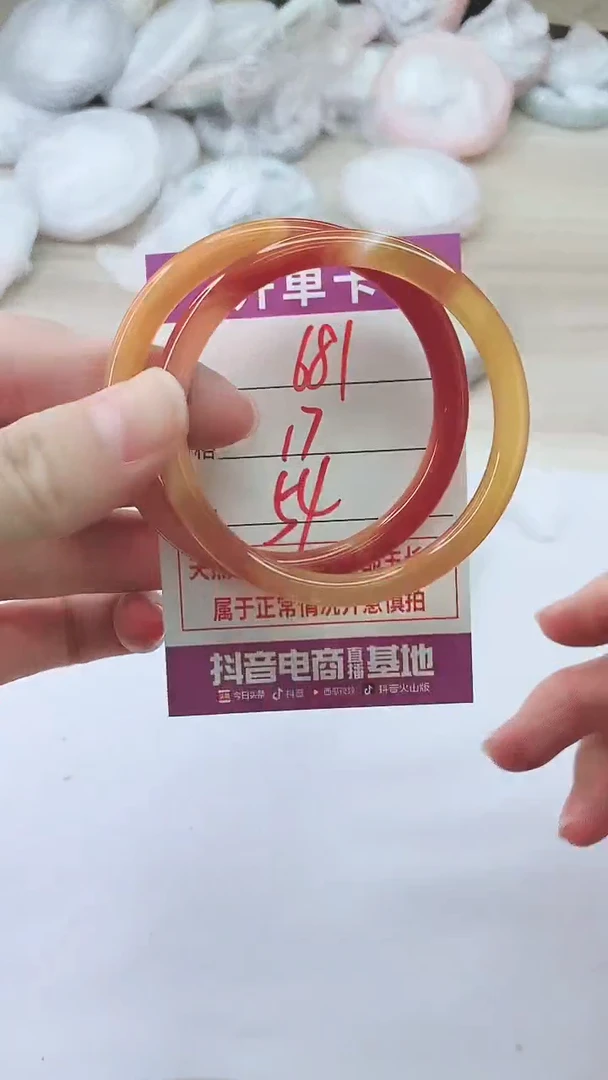 开单卡
681
格 17
54
属于正常情况介意慎拍
抖音电商直播基地
今日头条 抖音 西瓜视频 抖音火山版